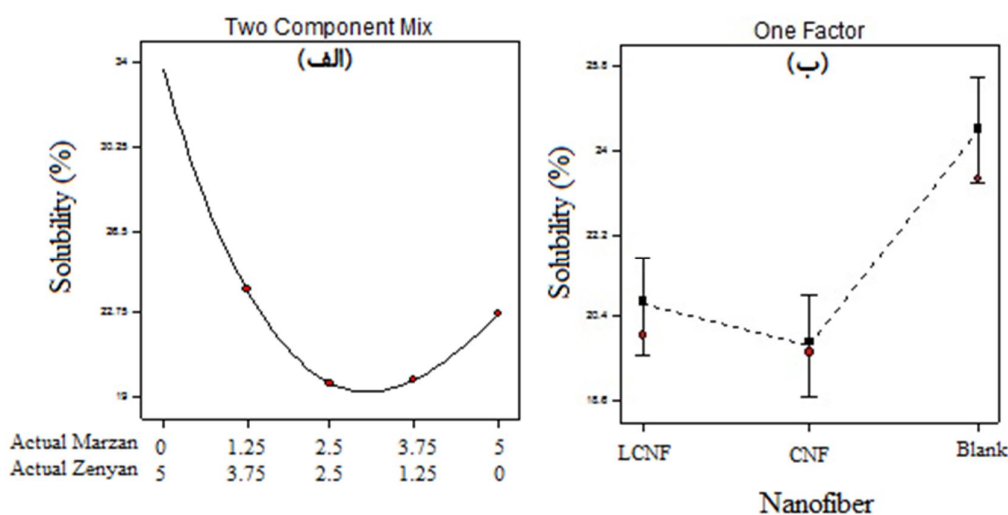 Two Component Mix
(الف)
Solubility (%)
34
30.25
26.5
22.75
19
Actual Marzan 0 1.25 2.5 3.75 5
Actual Zenyan 5 3.75 2.5 1.25 0
One Factor
(ب)
Solubility (%)
25.8
24
22.2
20.4
18.6
LCNF CNF Blank
Nanofiber